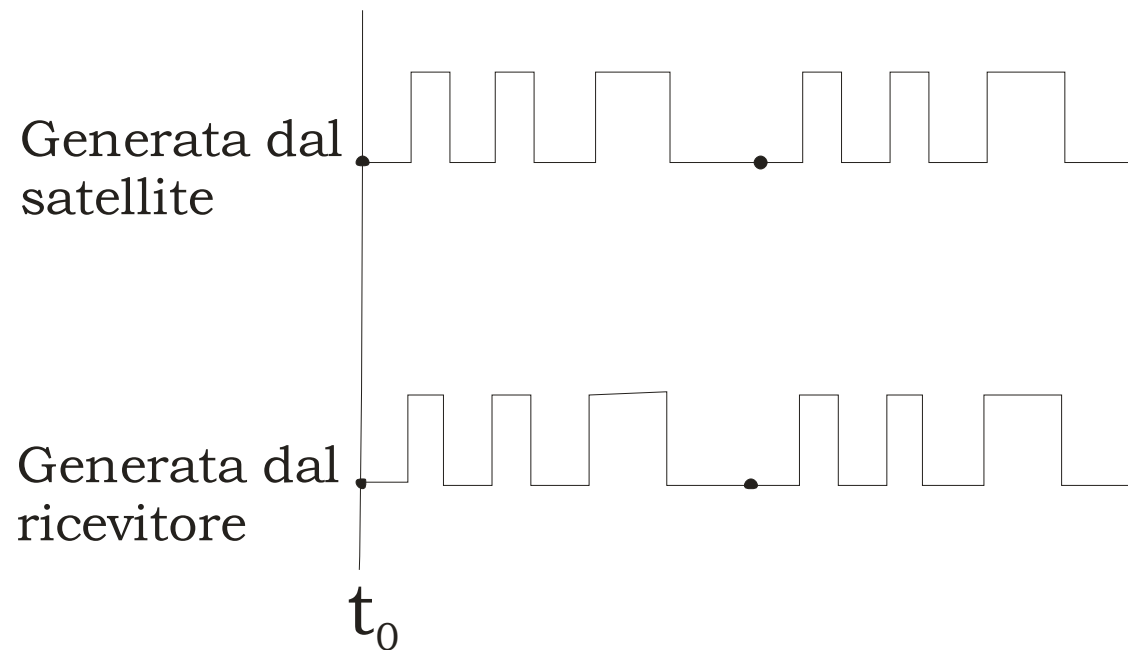 Generata dal
satellite
Generata dal
ricevitore
t₀